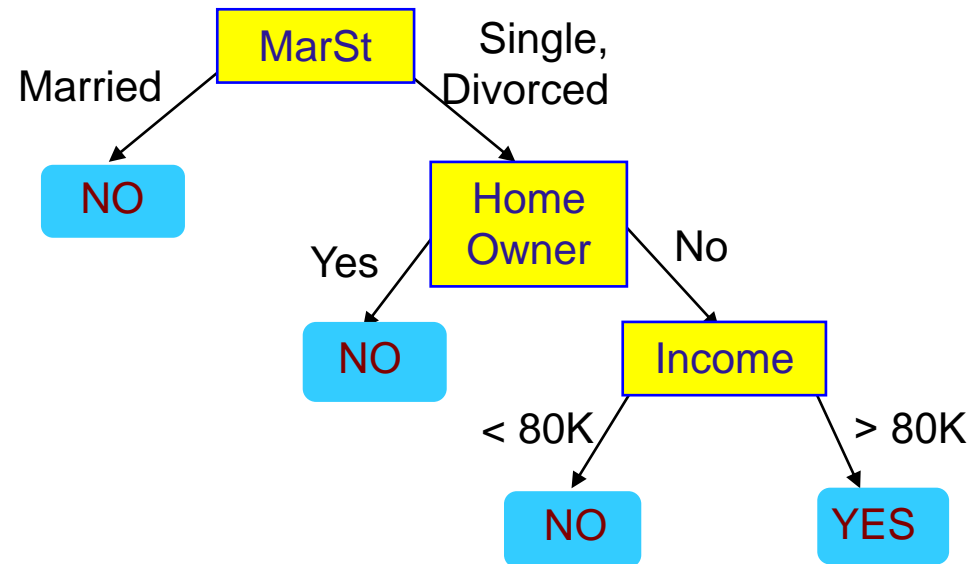 MarSt
Single,
Divorced
Married
NO
Home
Owner
Yes
No
NO
Income
< 80K
> 80K
NO
YES